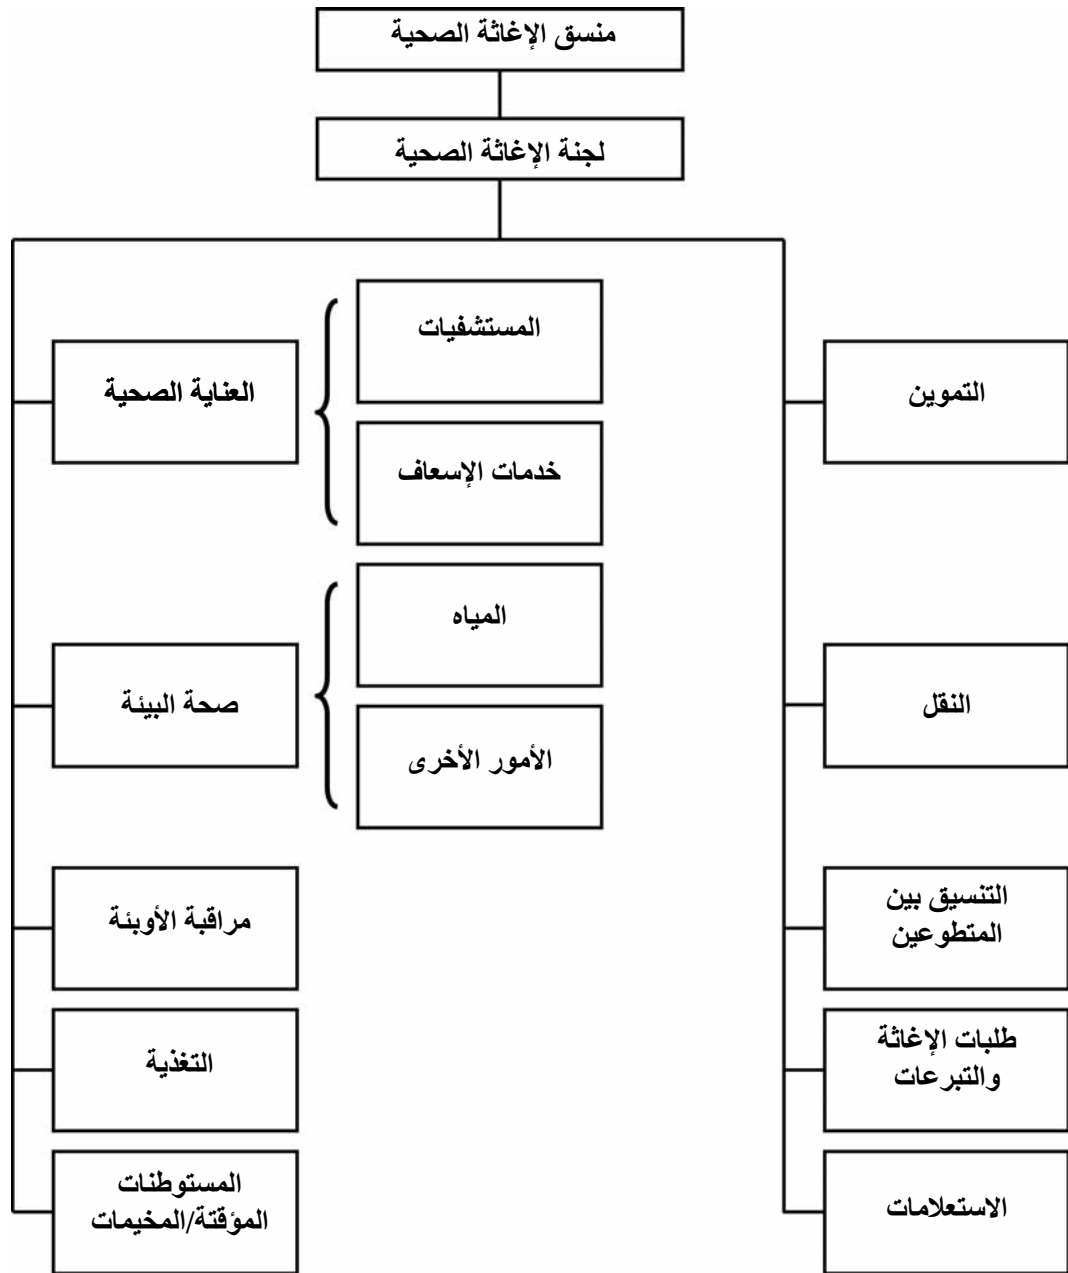 منسق الإغاثة الصحية
لجنة الإغاثة الصحية
التموين
النقل
التنسيق بين
المتطوعين
طلبات الإغاثة
والتبرعات
الاستعلامات
المستشفيات
خدمات الإسعاف
المياه
الأمور الأخرى
العناية الصحية
صحة البيئة
مراقبة الأوبئة
التغذية
المستوطنات
المؤقتة/المخيمات